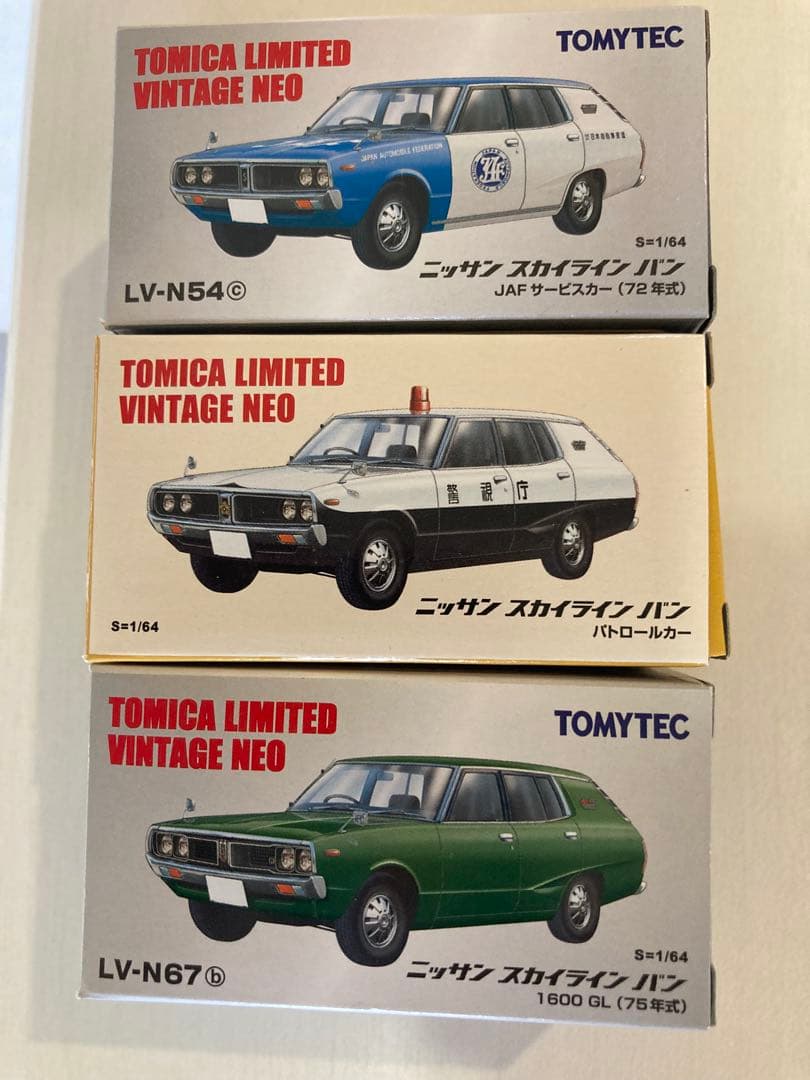 TOMICA LIMITED
VINTAGE NEO
TOMYTEC
JAPAN AUTOMOBILE FEDERATION
JAF
S=1/64
ニッサン スカイライン バン
JAF サービスカー (72年式)
LV-N54ⓒ
TOMICA LIMITED
VINTAGE NEO
警視庁
S=1/64
ニッサン スカイライン バン
パトロールカー
TOMICA LIMITED
VINTAGE NEO
TOMYTEC
S=1/64
ニッサン スカイライン バン
1600 GL (75年式)
LV-N67ⓑ